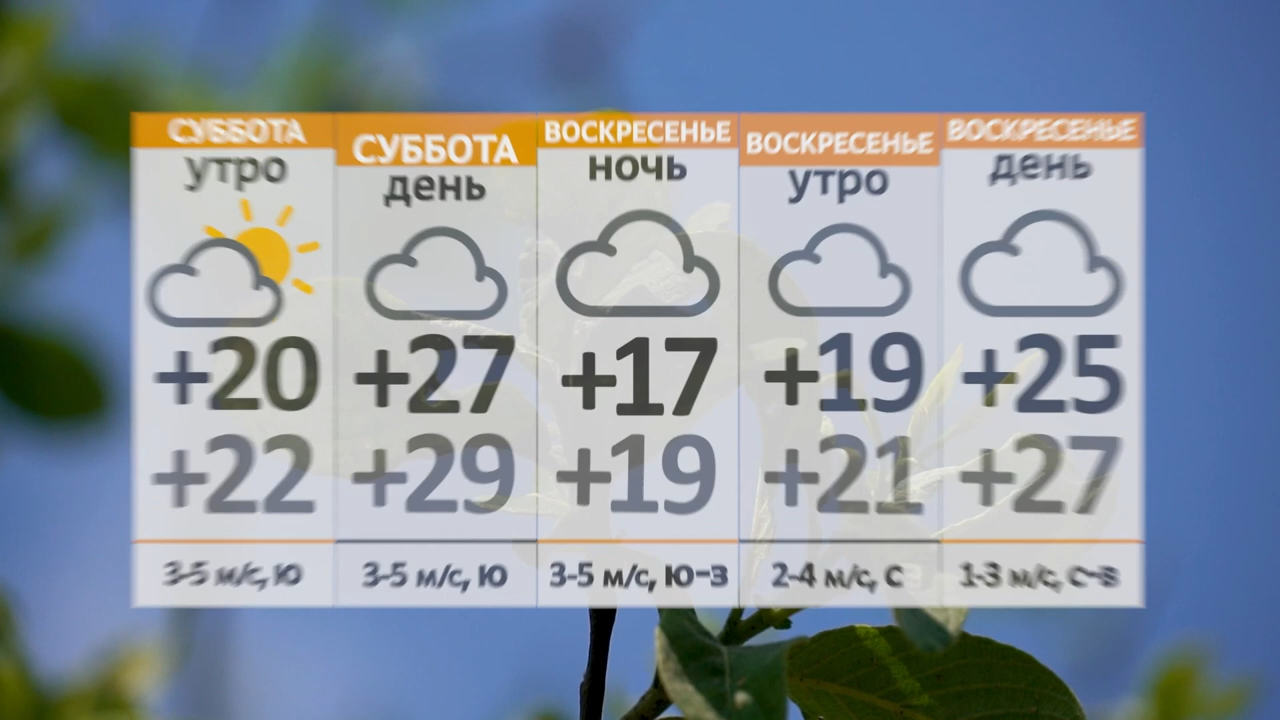 СУББОТА
утро
+20
+22
3-5 м/с, Ю
СУББОТА
день
+27
+29
3-5 м/с, Ю
ВОСКРЕСЕНЬЕ
ночь
+17
+19
3-5 м/с, Ю-З
ВОСКРЕСЕНЬЕ
утро
+19
+21
2-4 м/с, С
ВОСКРЕСЕНЬЕ
день
+25
+27
1-3 м/с, С-В